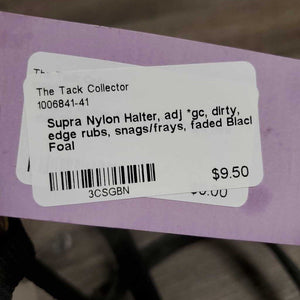 The Tack Collector
1006841-41
Supra Nylon Halter, adj *gc, dirty,
edge rubs, snags/frays, faded Blacl
Foal
$9.50
3CSGBN